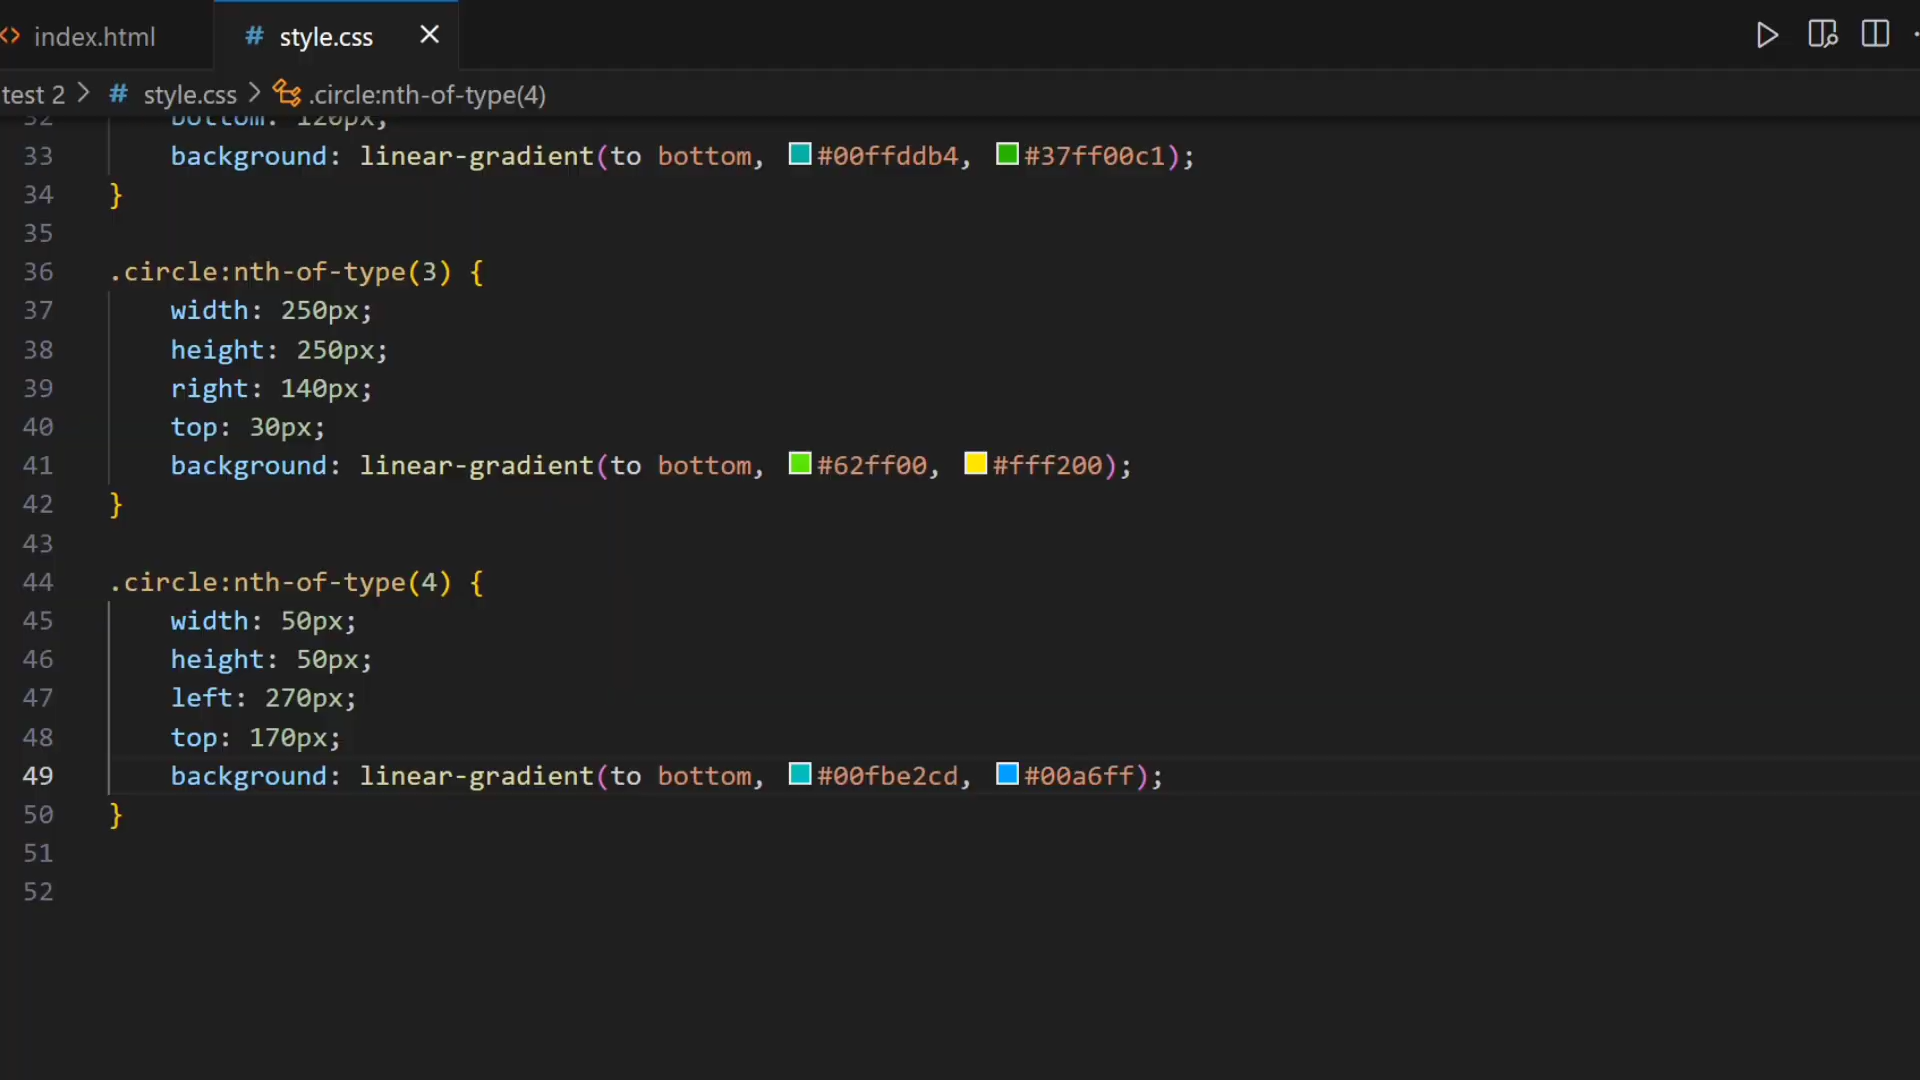 index.html
# style.css
test 2 > # style.css > .circle:nth-of-type(4)
32 bottom: 120px;
33 background: linear-gradient(to bottom, #00ffddb4, #37ff00c1);
34 }
35
36 .circle:nth-of-type(3) {
37 width: 250px;
38 height: 250px;
39 right: 140px;
40 top: 30px;
41 background: linear-gradient(to bottom, #62ff00, #fff200);
42 }
43
44 .circle:nth-of-type(4) {
45 width: 50px;
46 height: 50px;
47 left: 270px;
48 top: 170px;
49 background: linear-gradient(to bottom, #00fbe2cd, #00a6ff);
50 }
51
52